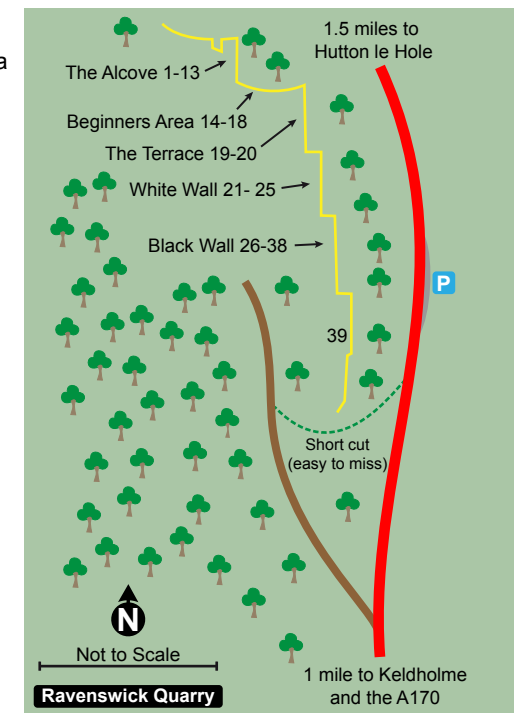 a
1.5 miles to
Hutton le Hole
The Alcove 1-13
Beginners Area 14-18
The Terrace 19-20
White Wall 21- 25
Black Wall 26-38
P
39
Short cut
(easy to miss)
N
Not to Scale
Ravenswick Quarry
1 mile to Keldholme
and the A170